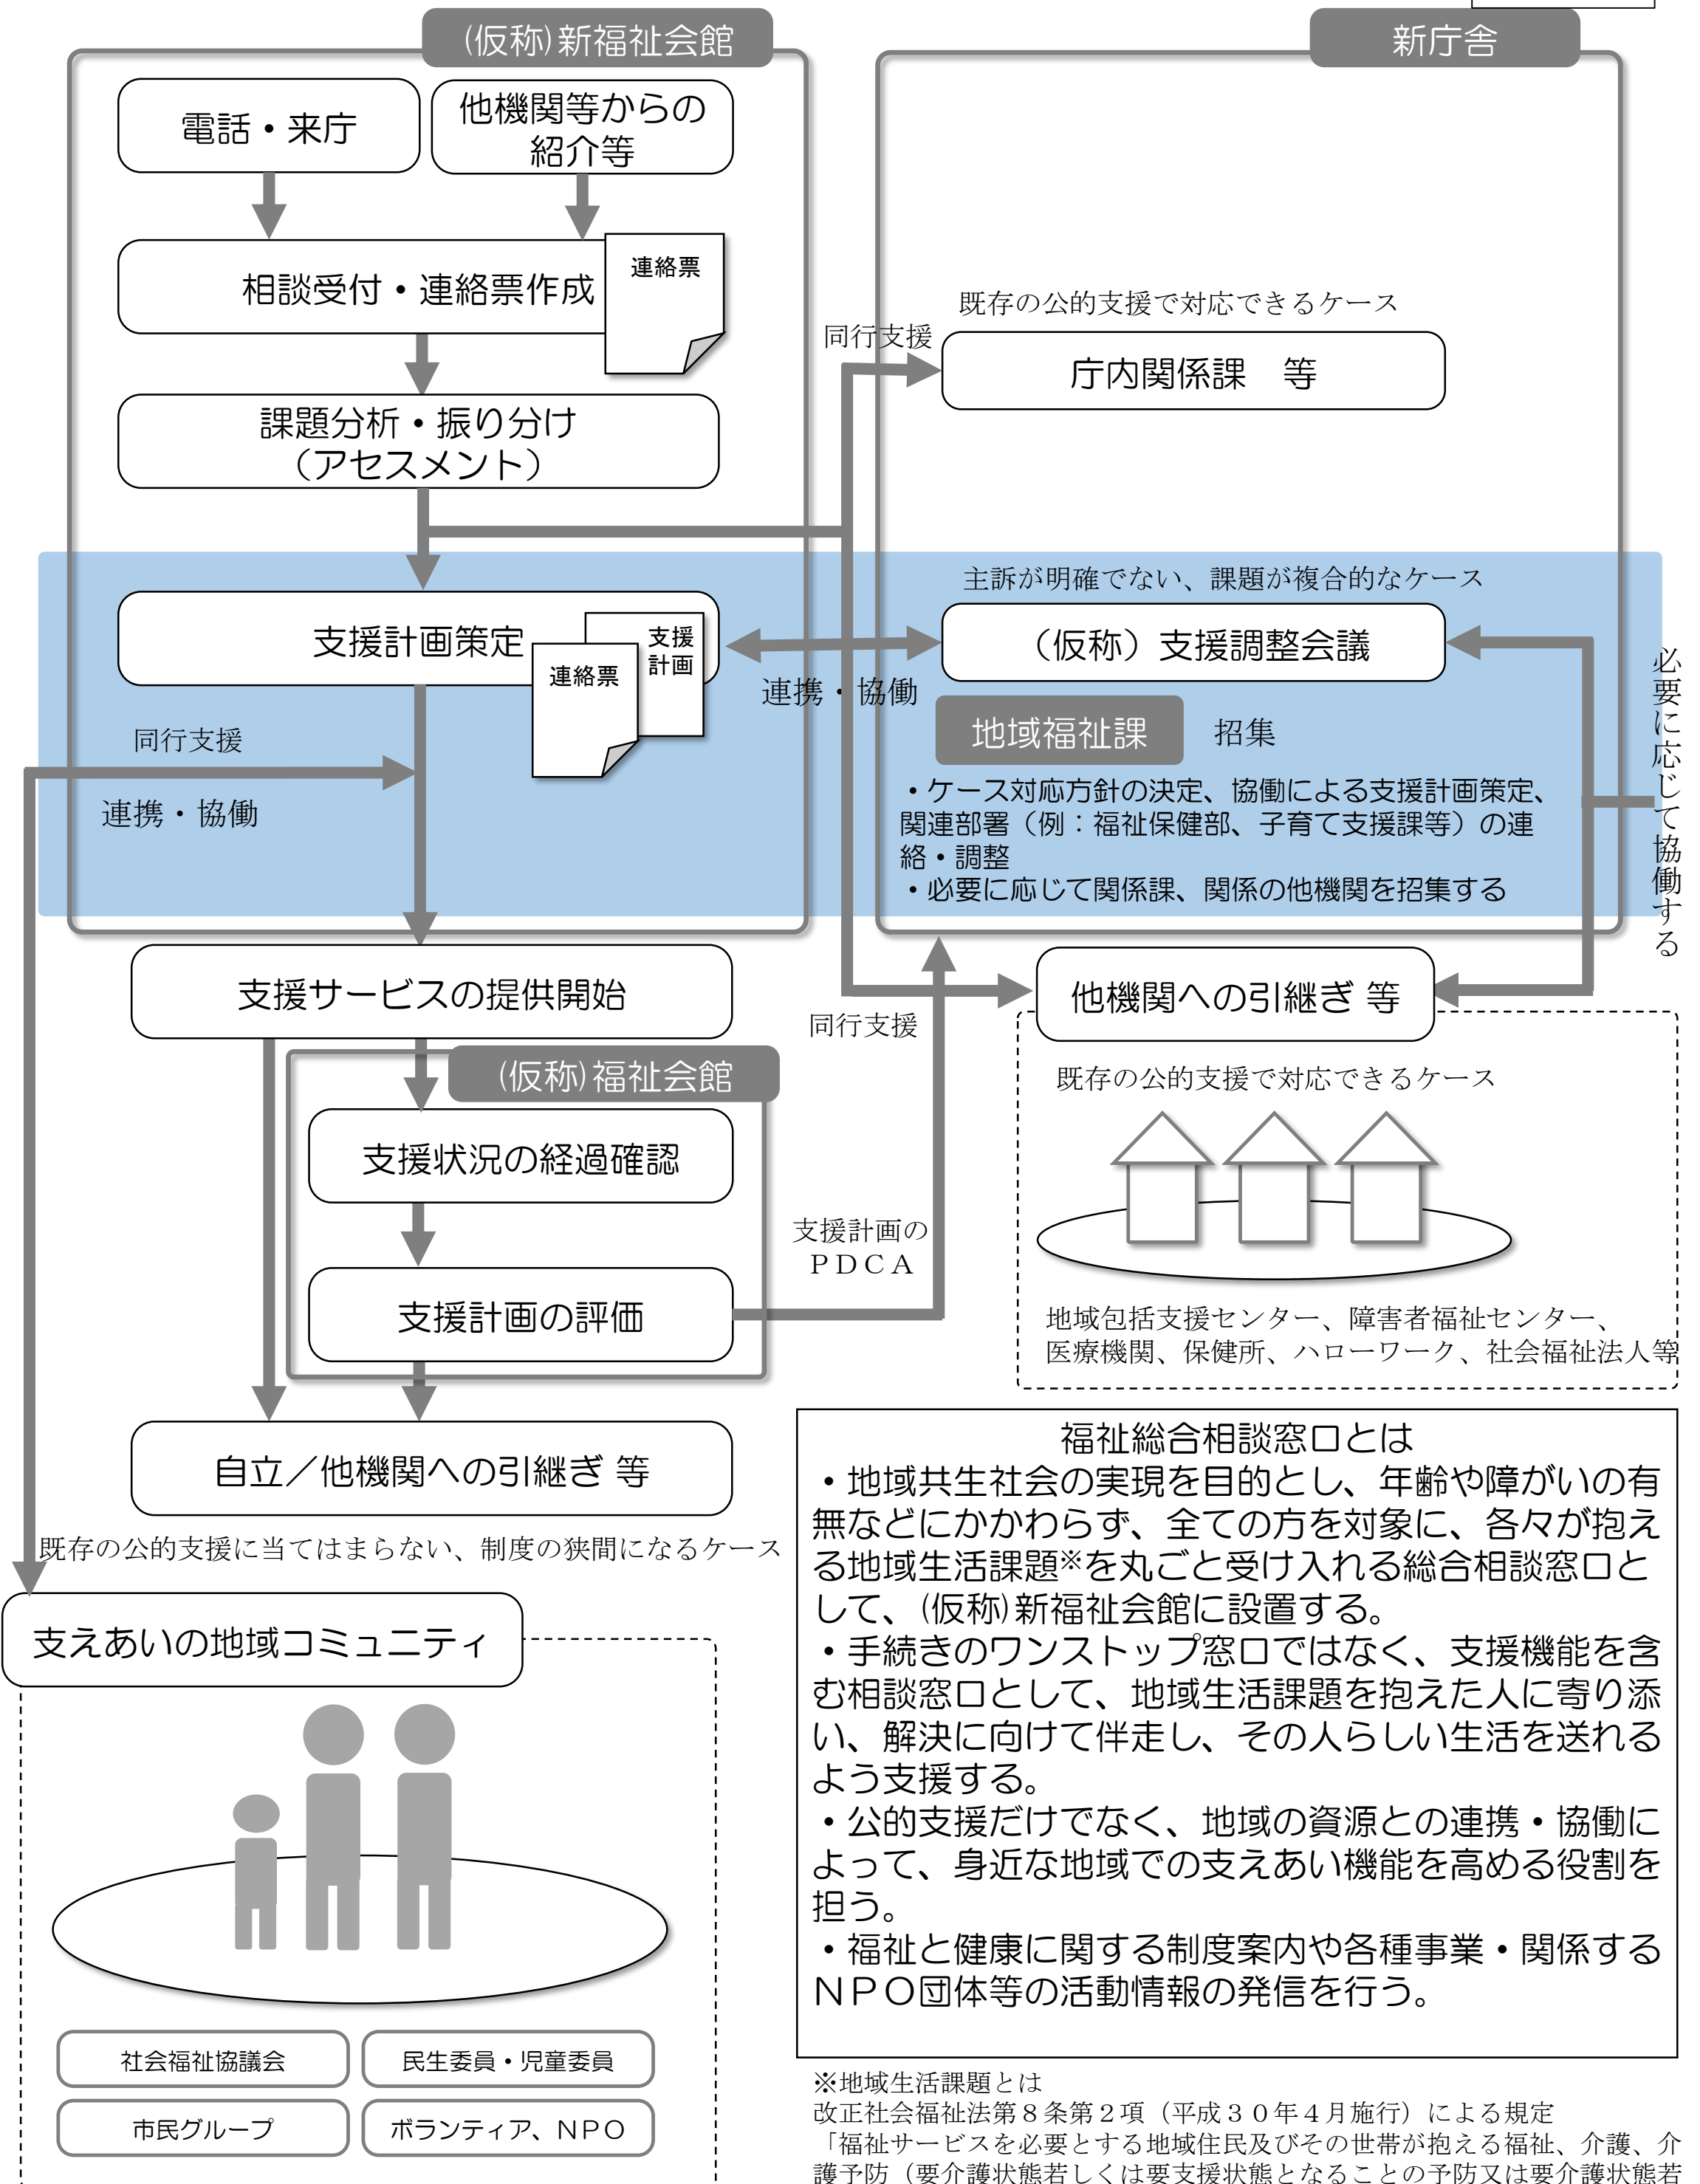 (仮称)新福祉会館
新庁舎
電話・来庁
他機関等からの
紹介等
相談受付・連絡票作成
連絡票
課題分析・振り分け
(アセスメント)
同行支援
既存の公的支援で対応できるケース
庁内関係課　等
支援計画策定
連絡票
支援
計画
連携・協働
主訴が明確でない、課題が複合的なケース
（仮称）支援調整会議
地域福祉課
招集
・ケース対応方針の決定、協働による支援計画策定、
関連部署（例：福祉保健部、子育て支援課等）の連
絡・調整
・必要に応じて関係課、関係の他機関を招集する
必要に応じて協働する
同行支援
連携・協働
支援サービスの提供開始
(仮称)福祉会館
支援状況の経過確認
支援計画の評価
支援計画の
ＰＤＣＡ
自立／他機関への引継ぎ 等
同行支援
他機関への引継ぎ 等
既存の公的支援で対応できるケース
地域包括支援センター、障害者福祉センター、
医療機関、保健所、ハローワーク、社会福祉法人等
既存の公的支援に当てはまらない、制度の狭間になるケース
支えあいの地域コミュニティ
社会福祉協議会
民生委員・児童委員
市民グループ
ボランティア、ＮＰＯ
福祉総合相談窓口とは
・地域共生社会の実現を目的とし、年齢や障がいの有
無などにかかわらず、全ての方を対象に、各々が抱え
る地域生活課題※を丸ごと受け入れる総合相談窓口と
して、(仮称)新福祉会館に設置する。
・手続きのワンストップ窓口ではなく、支援機能を含
む相談窓口として、地域生活課題を抱えた人に寄り添
い、解決に向けて伴走し、その人らしい生活を送れる
よう支援する。
・公的支援だけでなく、地域の資源との連携・協働に
よって、身近な地域での支えあい機能を高める役割を
担う。
・福祉と健康に関する制度案内や各種事業・関係する
ＮＰＯ団体等の活動情報の発信を行う。
※地域生活課題とは
改正社会福祉法第８条第２項（平成３０年４月施行）による規定
「福祉サービスを必要とする地域住民及びその世帯が抱える福祉、介護、介
護予防（要介護状態若しくは要支援状態となることの予防又は要介護状態若